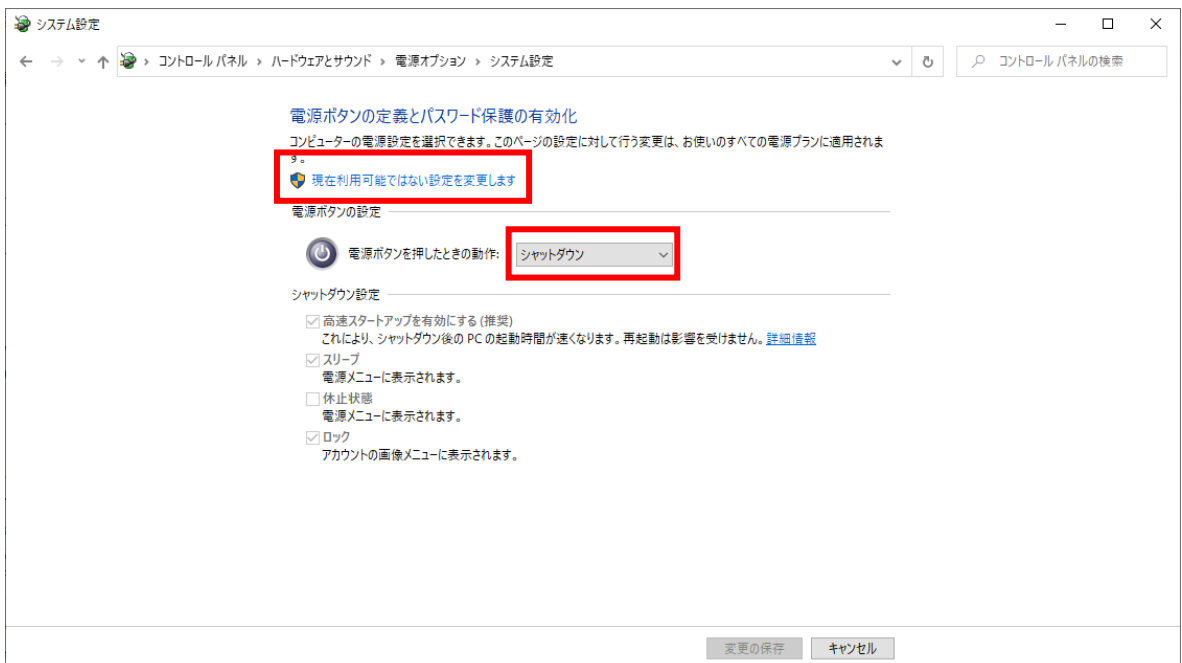 システム設定
コントロール パネル › ハードウェアとサウンド › 電源オプション › システム設定
コントロール パネルの検索
電源ボタンの定義とパスワード保護の有効化
コンピューターの電源設定を選択できます。このページの設定に対して行う変更は、お使いのすべての電源プランに適用されま
す。
現在利用可能ではない設定を変更します
電源ボタンの設定
電源ボタンを押したときの動作: シャットダウン
シャットダウン設定
高速スタートアップを有効にする (推奨)
これにより、シャットダウン後の PC の起動時間が速くなります。再起動は影響を受けません。詳細情報
スリープ
電源メニューに表示されます。
休止状態
電源メニューに表示されます。
ロック
アカウントの画像メニューに表示されます。
変更の保存 キャンセル